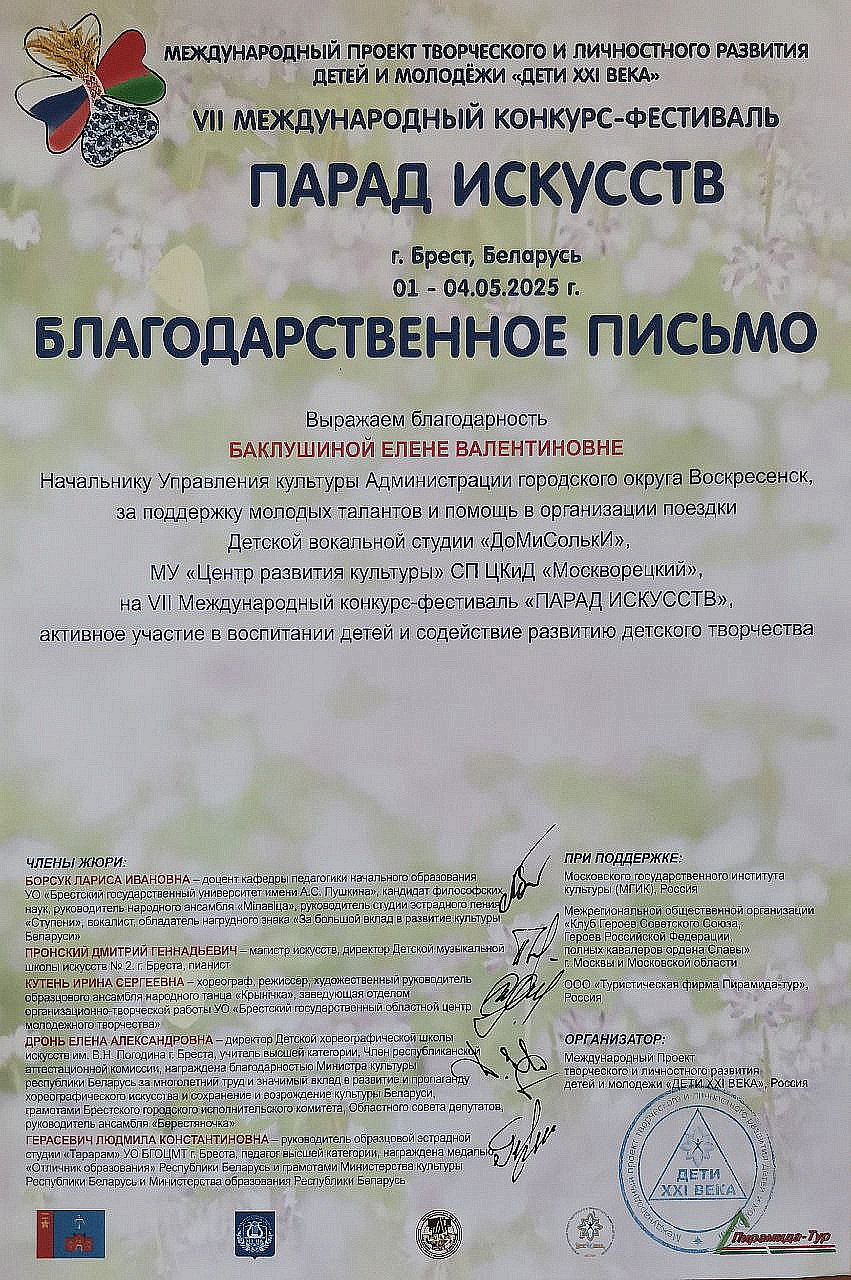 МЕЖДУНАРОДНЫЙ ПРОЕКТ ТВОРЧЕСКОГО И ЛИЧНОСТНОГО РАЗВИТИЯ
ДЕТЕЙ И МОЛОДЁЖИ «ДЕТИ XXI ВЕКА»
VII МЕЖДУНАРОДНЫЙ КОНКУРС-ФЕСТИВАЛЬ
ПАРАД ИСКУССТВ
г. Брест, Беларусь
01 - 04.05.2025 г.
БЛАГОДАРСТВЕННОЕ ПИСЬМО
Выражаем благодарность
БАКЛУШИНОЙ ЕЛЕНЕ ВАЛЕНТИНОВНЕ
Начальнику Управления культуры Администрации городского округа Воскресенск,
за поддержку молодых талантов и помощь в организации поездки
Детской вокальной студии «ДоМиСолькИ»,
МУ «Центр развития культуры» СП ЦКиД «Москворецкий»,
на VII Международный конкурс-фестиваль «ПАРАД ИСКУССТВ»,
активное участие в воспитании детей и содействие развитию детского творчества
ЧЛЕНЫ ЖЮРИ:
БОРСУК ЛАРИСА ИВАНОВНА – доцент кафедры педагогики начального образования
УО «Брестский государственный университет имени А.С. Пушкина», кандидат философских
наук, руководитель народного ансамбля «Мілавіца», руководитель студии эстрадного пения
«Ступени», вокалист, обладатель нагрудного знака «За большой вклад в развитие культуры
Беларуси»
ПРОНСКИЙ ДМИТРИЙ ГЕННАДЬЕВИЧ – магистр искусств, директор Детской музыкальной
школы искусств № 2. г. Бреста, пианист
КУТЕНЬ ИРИНА СЕРГЕЕВНА – хореограф, режиссер, художественный руководитель
образцового ансамбля народного танца «Крынічка», заведующая отделом
организационно-творческой работы УО «Брестский государственный областной центр
молодежного творчества»
ДРОНЬ ЕЛЕНА АЛЕКСАНДРОВНА – директор Детской хореографической школы
искусств им. В.Н. Погодина г. Бреста, учитель высшей категории, Член республиканской
аттестационной комиссии, награждена благодарностью Министра культуры
республики Беларусь за многолетний труд и значимый вклад в развитие и пропаганду
хореографического искусства и сохранение и возрождение культуры Беларуси,
грамотами Брестского городского исполнительного комитета, Областного совета депутатов,
руководитель ансамбля «Берестяночка»
ГЕРАСЕВИЧ ЛЮДМИЛА КОНСТАНТИНОВНА – руководитель образцовой эстрадной
студии «Тарарам» УО БГОЦМТ г. Бреста, педагог высшей категории, награждена медалью
«Отличник образования» Республики Беларусь и грамотами Министерства культуры
Республики Беларусь и Министерства образования Республики Беларусь
ПРИ ПОДДЕРЖКЕ:
Московского государственного института
культуры (МГИК), Россия
Межрегиональной общественной организации
«Клуб Героев Советского Союза,
Героев Российской Федерации
полных кавалеров ордена Славы»
г. Москвы и Московской области
ООО «Туристическая фирма Пирамида-тур»,
Россия
ОРГАНИЗАТОР:
Международный Проект
творческого и личностного развития
детей и молодежи «ДЕТИ XXI ВЕКА», Россия
ДЕТИ
XXI ВЕКА
Пирамида-Тур